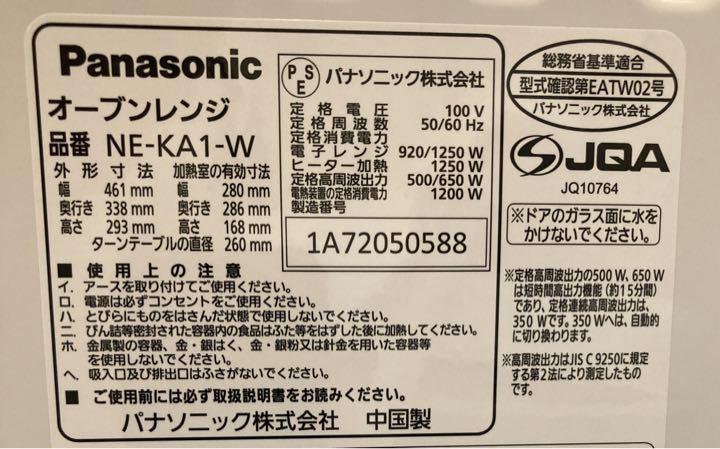 Panasonic
オーブンレンジ
品番 NE-KA1-W
外形寸法 加熱室の有効寸法
幅 461 mm 幅 280 mm
奥行き 338 mm 奥行き 286 mm
高さ 293 mm 高さ 168 mm
ターンテーブルの直径 260 mm
PSE パナソニック株式会社
定格電圧 100 V
定格周波数 50/60 Hz
定格消費電力
電子レンジ 920/1250 W
ヒーター加熱 1250 W
定格高周波出力 500/650 W
電熱装置の定格消費電力 1200 W
製造番号
1A72050588
総務省基準適合
型式確認第EATW02号
パナソニック株式会社
JQA
JQ10764
※ドアのガラス面に水を
かけないでください。
■ 使用上の注意
イ. アースを取り付けてご使用ください。
ロ. 電源は必ずコンセントをご使用ください。
ハ. とびらにものをはさんだ状態で使用しないでください。
ニ. びん詰等密封された容器内の食品はふた等をはずした後に加熱してください。
ホ. 金属製の容器、金・銀はく、金・銀粉又は針金を用いた容器等
を使用しないでください。
ヘ. 吸入口及び排出口はふさがないでください。
■ ご使用前には必ず取扱説明書をお読みください。
パナソニック株式会社 中国製
※定格高周波出力の500 W、650 W
は短時間高出力機能(約15分間)
であり、定格連続高周波出力は、
350 Wです。350 Wへは、自動的
に切り換わります。
※高周波出力はJIS C 9250に規定
する第2法により測定したもの
です。